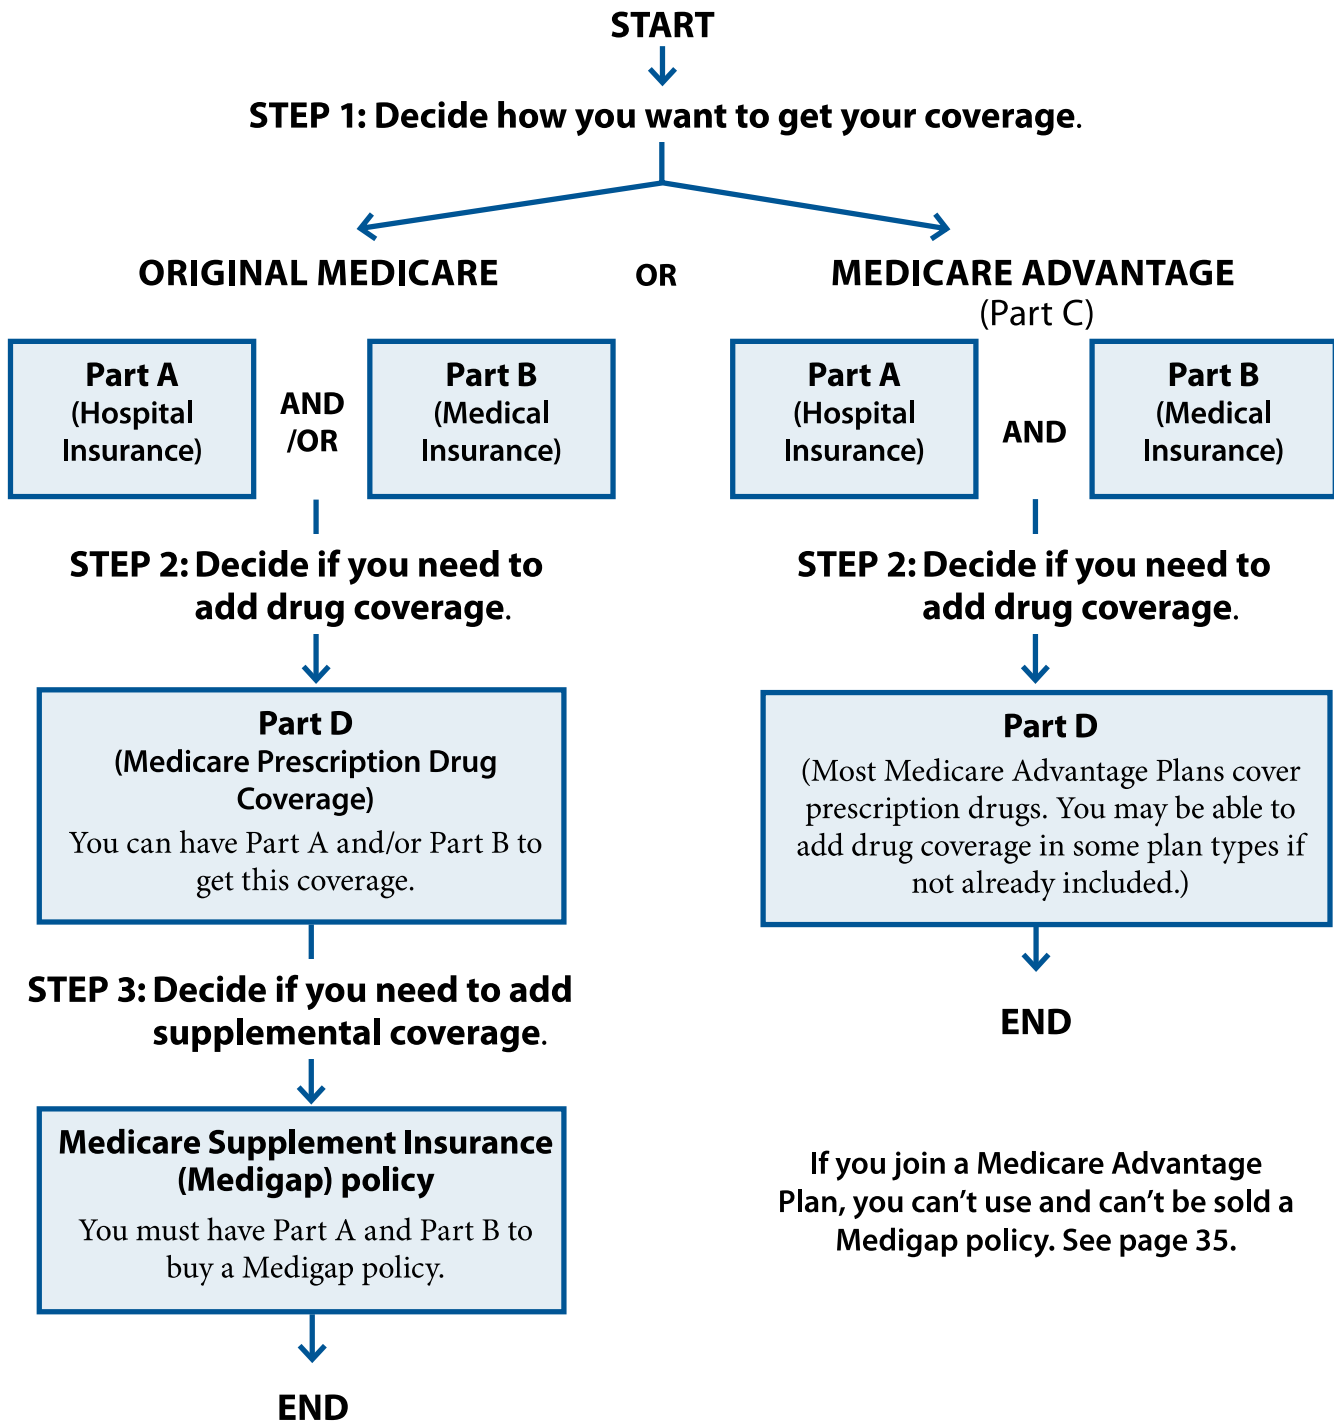 START
STEP 1: Decide how you want to get your coverage.
ORIGINAL MEDICARE
OR
MEDICARE ADVANTAGE
(Part C)
Part A
(Hospital
Insurance)
AND
/OR
Part B
(Medical
Insurance)
Part A
(Hospital
Insurance)
AND
Part B
(Medical
Insurance)
STEP 2: Decide if you need to
add drug coverage.
Part D
(Medicare Prescription Drug
Coverage)
You can have Part A and/or Part B to
get this coverage.
STEP 3: Decide if you need to add
supplemental coverage.
Medicare Supplement Insurance
(Medigap) policy
You must have Part A and Part B to
buy a Medigap policy.
END
STEP 2: Decide if you need to
add drug coverage.
Part D
(Most Medicare Advantage Plans cover
prescription drugs. You may be able to
add drug coverage in some plan types if
not already included.)
END
If you join a Medicare Advantage
Plan, you can’t use and can’t be sold a
Medigap policy. See page 35.